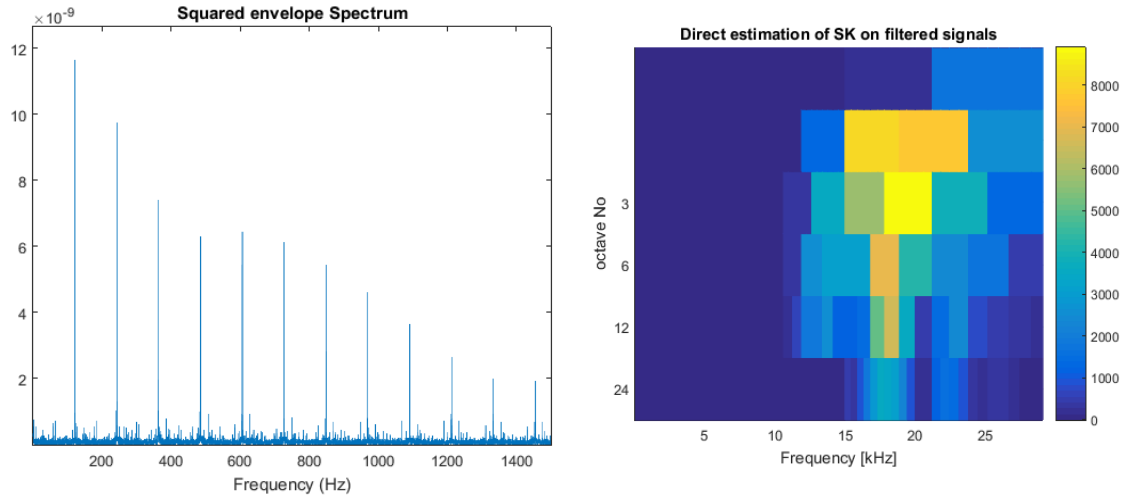 Squared envelope Spectrum
×10-9
12
10
8
6
4
2
200 400 600 800 1000 1200 1400
Frequency (Hz)
Direct estimation of SK on filtered signals
octave No
3
6
12
24
5 10 15 20 25
Frequency [kHz]
8000
7000
6000
5000
4000
3000
2000
1000
0